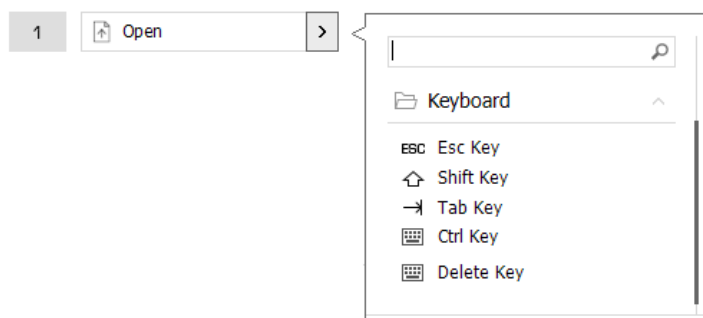 1
Open
Keyboard
ESC Esc Key
Shift Key
Tab Key
Ctrl Key
Delete Key